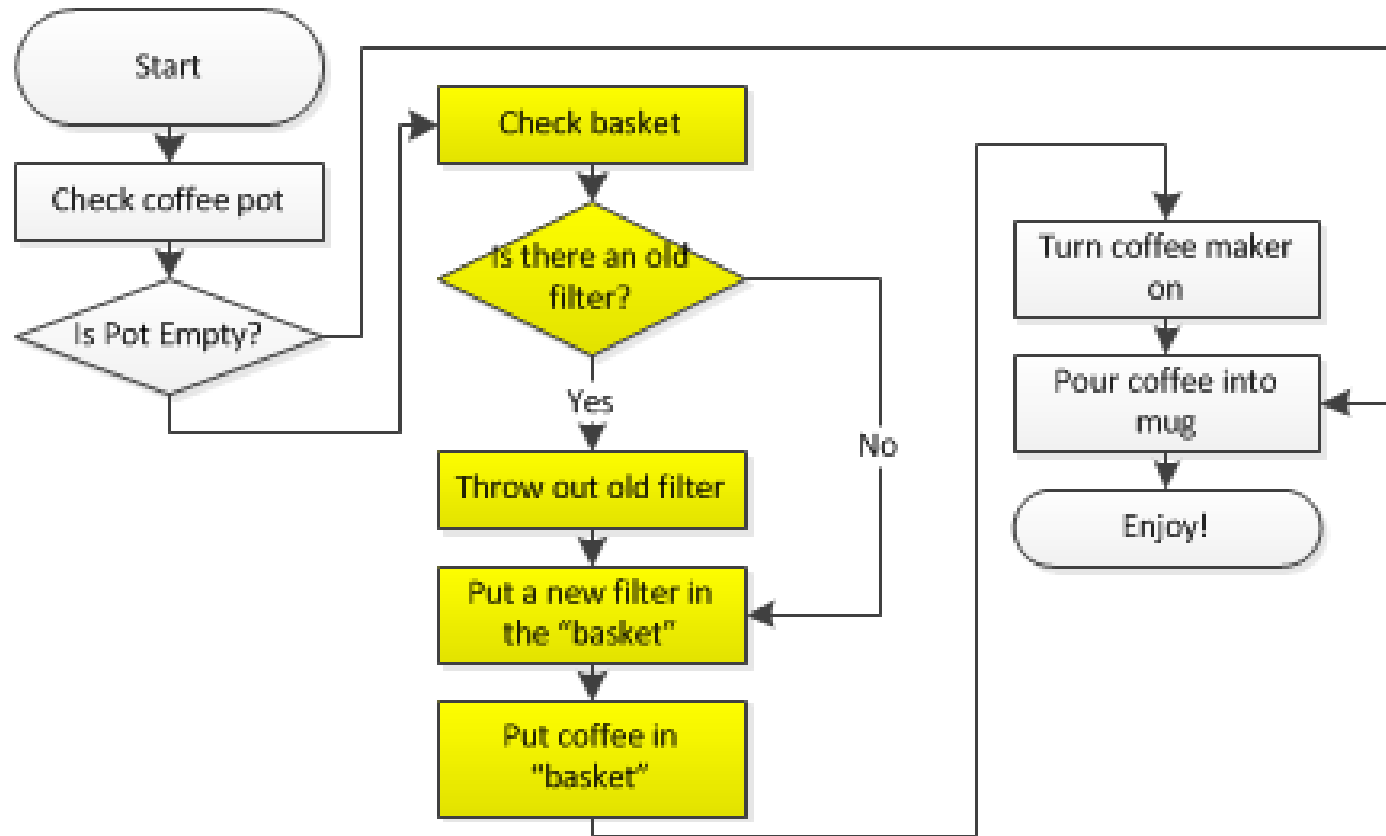 Start
Check coffee pot
Is Pot Empty?
Check basket
Is there an old
filter?
Yes
No
Throw out old filter
Put a new filter in
the “basket”
Put coffee in
“basket”
Turn coffee maker
on
Pour coffee into
mug
Enjoy!